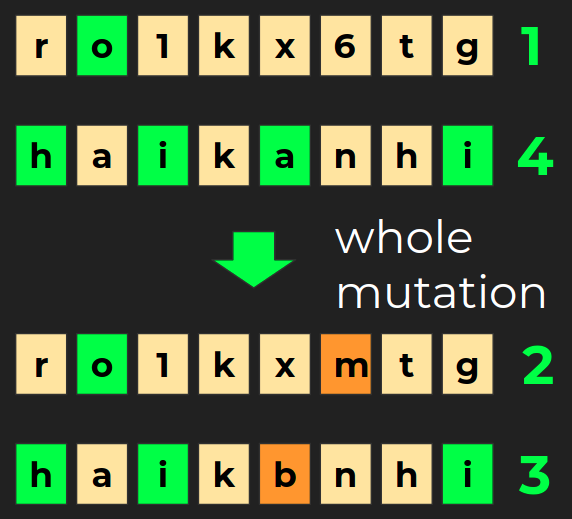 r o 1 k x 6 t g 1
h a i k a n h i 4
whole
mutation
r o 1 k x m t g 2
h a i k b n h i 3